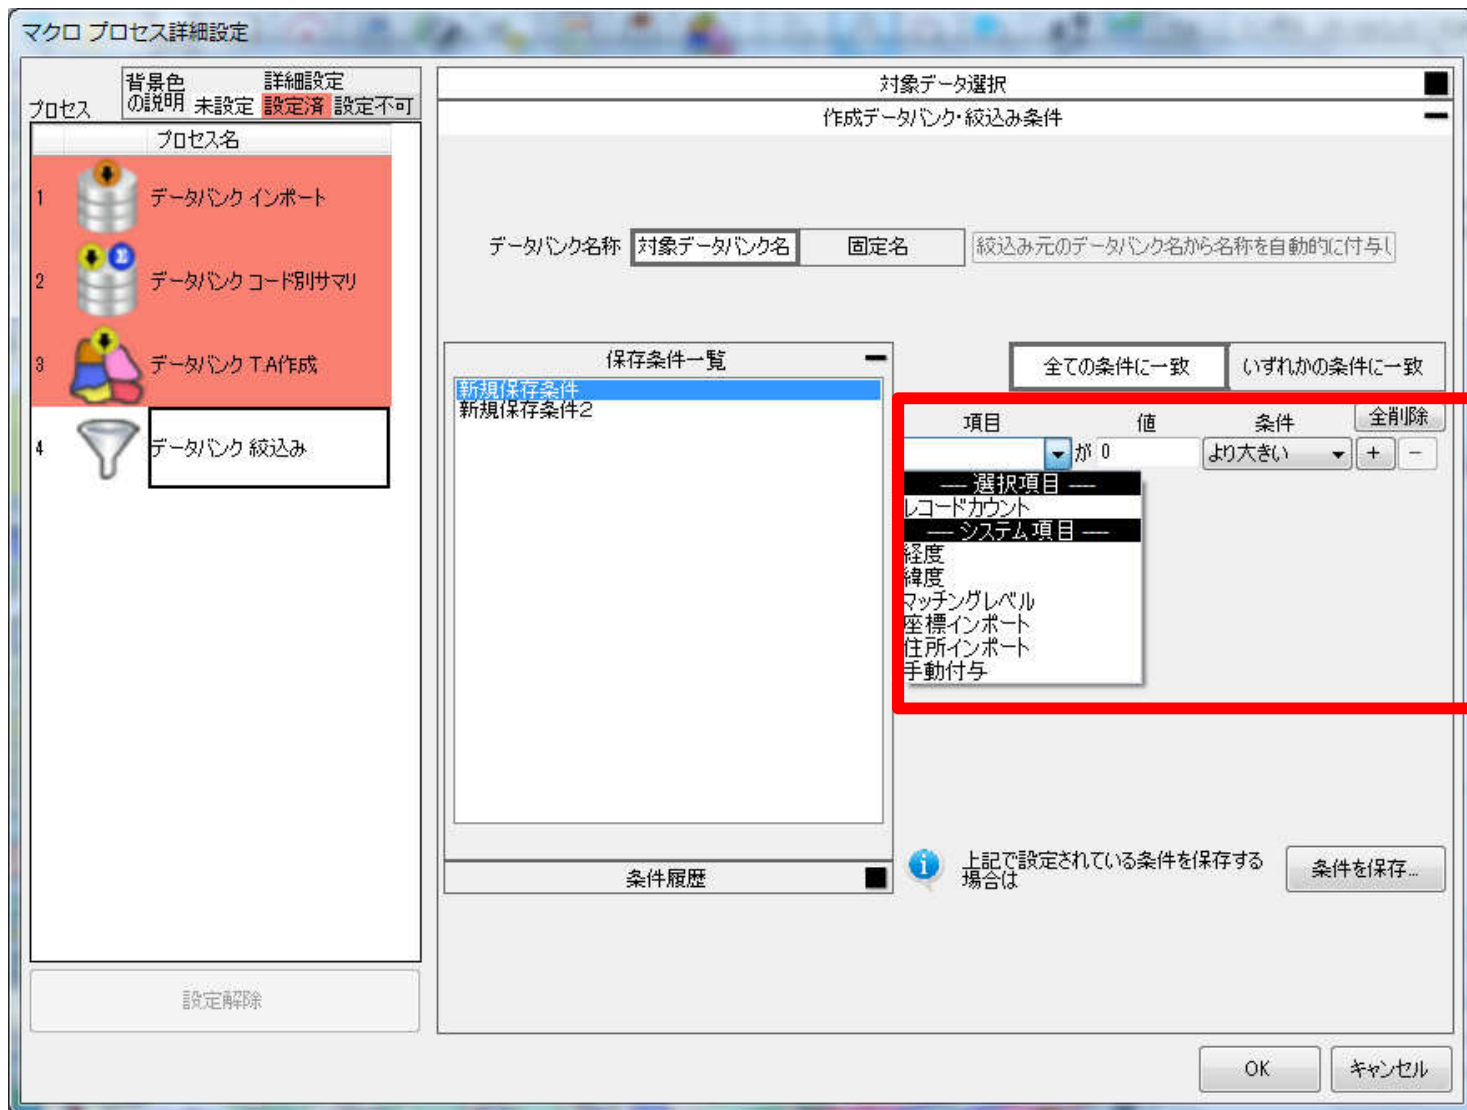 マクロ プロセス詳細設定
プロセス
背景色
の説明
詳細設定
未設定 設定済 設定不可
プロセス名
1 データバンク インポート
2 データバンク コード別サマリ
3 データバンク T.A作成
4 データバンク 絞込み
設定解除
対象データ選択
作成データバンク・絞込み条件
データバンク名称 対象データバンク名 固定名 絞込み元のデータバンク名から名称を自動的に付与し
保存条件一覧
新規保存条件
新規保存条件2
条件履歴
全ての条件に一致 いずれかの条件に一致
項目 値 条件 全削除
が 0 より大きい + －
── 選択項目 ──
レコードカウント
── システム項目 ──
経度
緯度
マッチングレベル
座標インポート
住所インポート
手動付与
上記で設定されている条件を保存する
場合は
条件を保存...
OK キャンセル